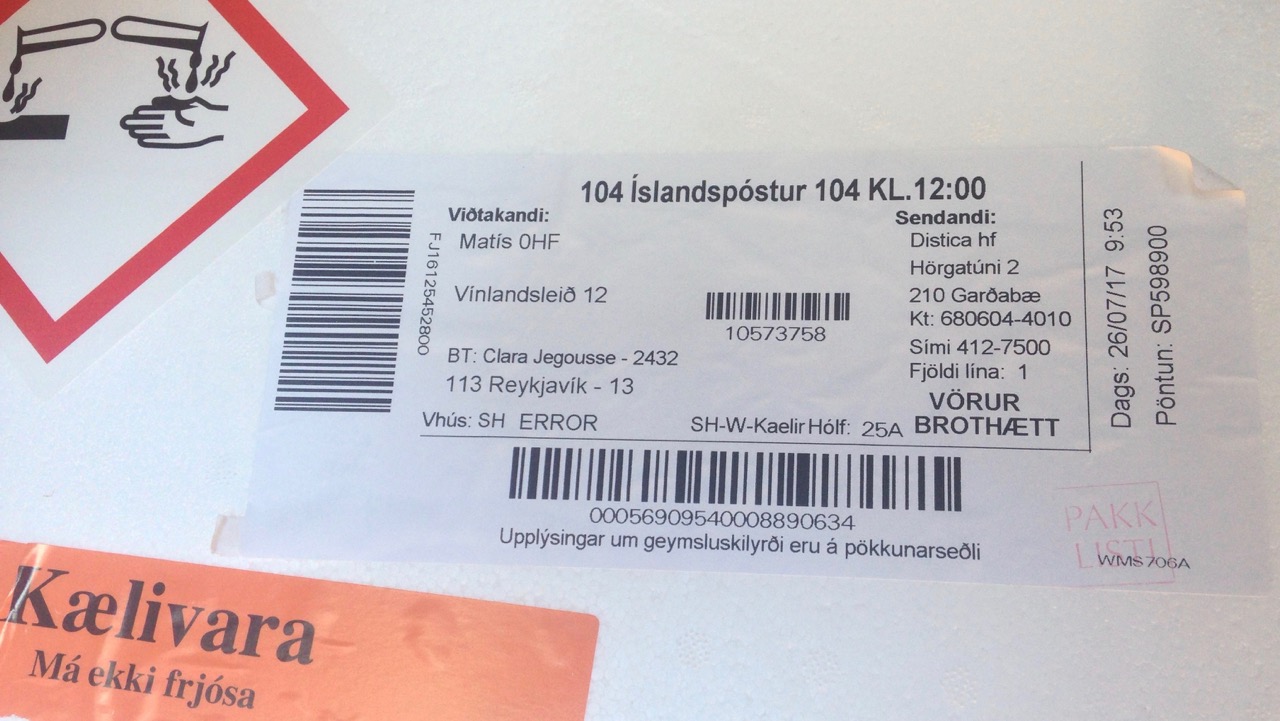 104 Íslandspóstur 104 KL.12:00
Viðtakandi:
Matís 0HF
Vínlandsleið 12
BT: Clara Jegousse - 2432
113 Reykjavík - 13
Vhús: SH ERROR
FJ16125452800
10573758
Sendandi:
Distica hf
Hörgatúni 2
210 Garðabæ
Kt: 680604-4010
Sími 412-7500
Fjöldi lína: 1
VÖRUR
BROTHÆTT
SH-W-Kaelir Hólf: 25A
Dags: 26/07/17 9:53
Pöntun: SP598900
00056909540008890634
Upplýsingar um geymsluskilyrði eru á pökkunarseðli
PAKK
LISTI
WMS706A
Kælivara
Má ekki frjósa